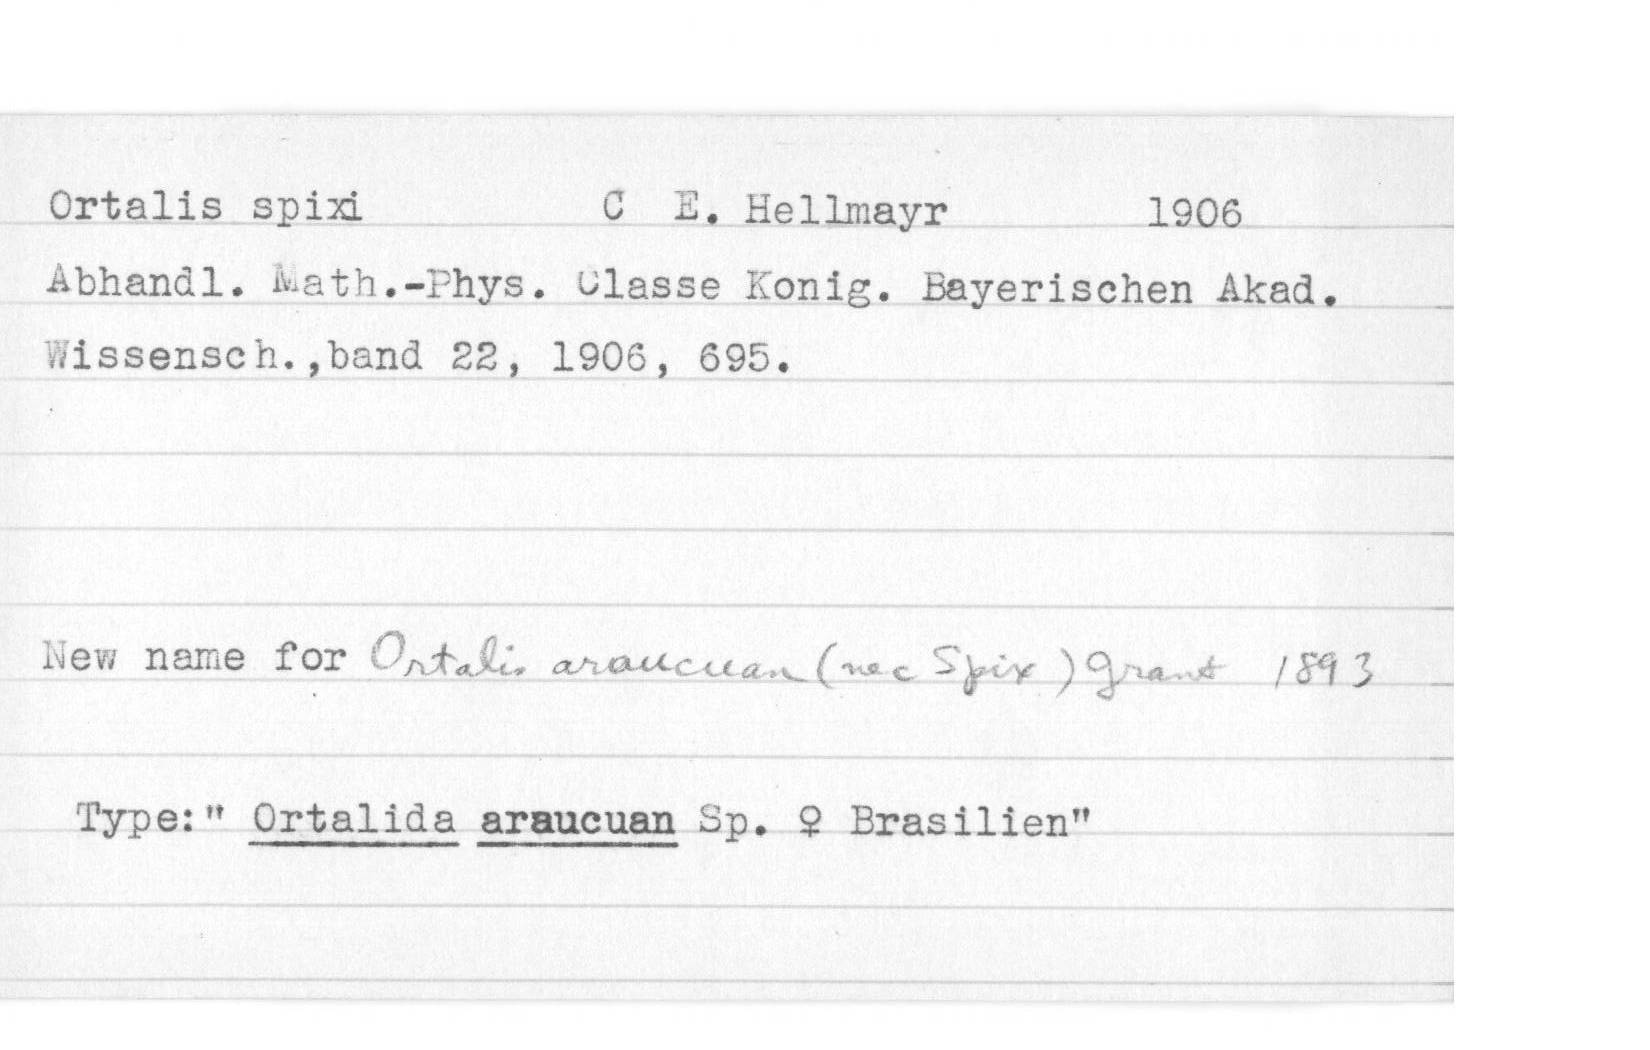 Ortalis spixi C E. Hellmayr 1906
Abhandl. Math.-Phys. Classe Konig. Bayerischen Akad.
Wissensch.,band 22, 1906, 695.
New name for Ortalis araucuan (nec Spix) Grant 1893
Type:" Ortalida araucuan Sp. ♀ Brasilien"